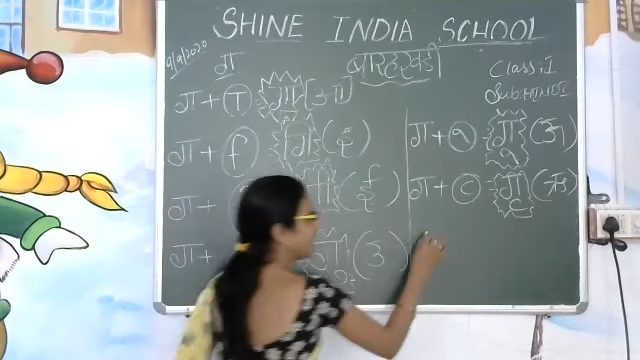 SHINE INDIA SCHOOL
9/9/2020
ग
बारहखडी
Class:I
Sub:HINDI
ग + ा गा (आ)
ग + ि गि (इ)
ग + (ई)
ग + गु (उ)
ग + ू गू (ऊ)
ग + ृ गृ (ऋ)